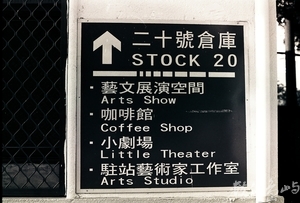 二十號倉庫
STOCK 20
·藝文展演空間
Arts Show
·咖啡館
Coffee Shop
·小劇場
Little Theater
·駐站藝術家工作室
Arts Studio